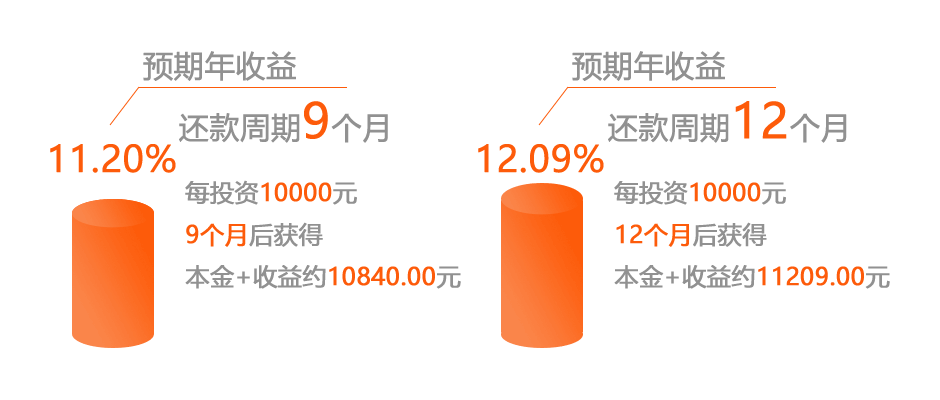 预期年收益
还款周期9个月
11.20%
每投资10000元
9个月后获得
本金+收益约10840.00元
预期年收益
还款周期12个月
12.09%
每投资10000元
12个月后获得
本金+收益约11209.00元